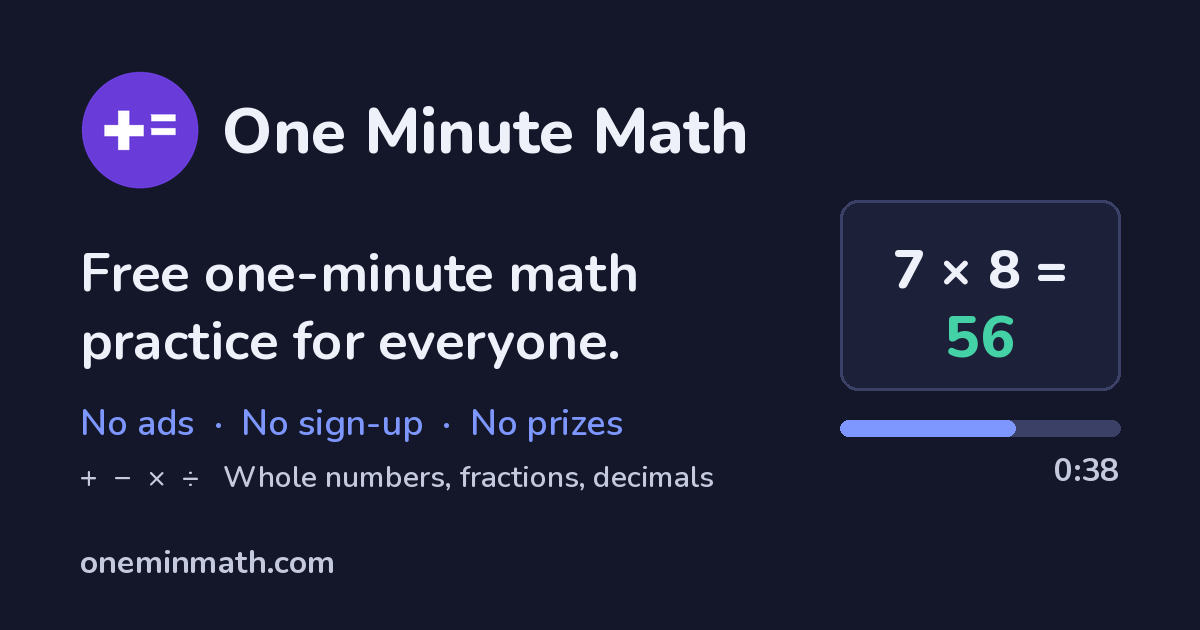 += One Minute Math
Free one-minute math
practice for everyone.
No ads · No sign-up · No prizes
+ − × ÷ Whole numbers, fractions, decimals
oneminmath.com
7 × 8 =
56
0:38